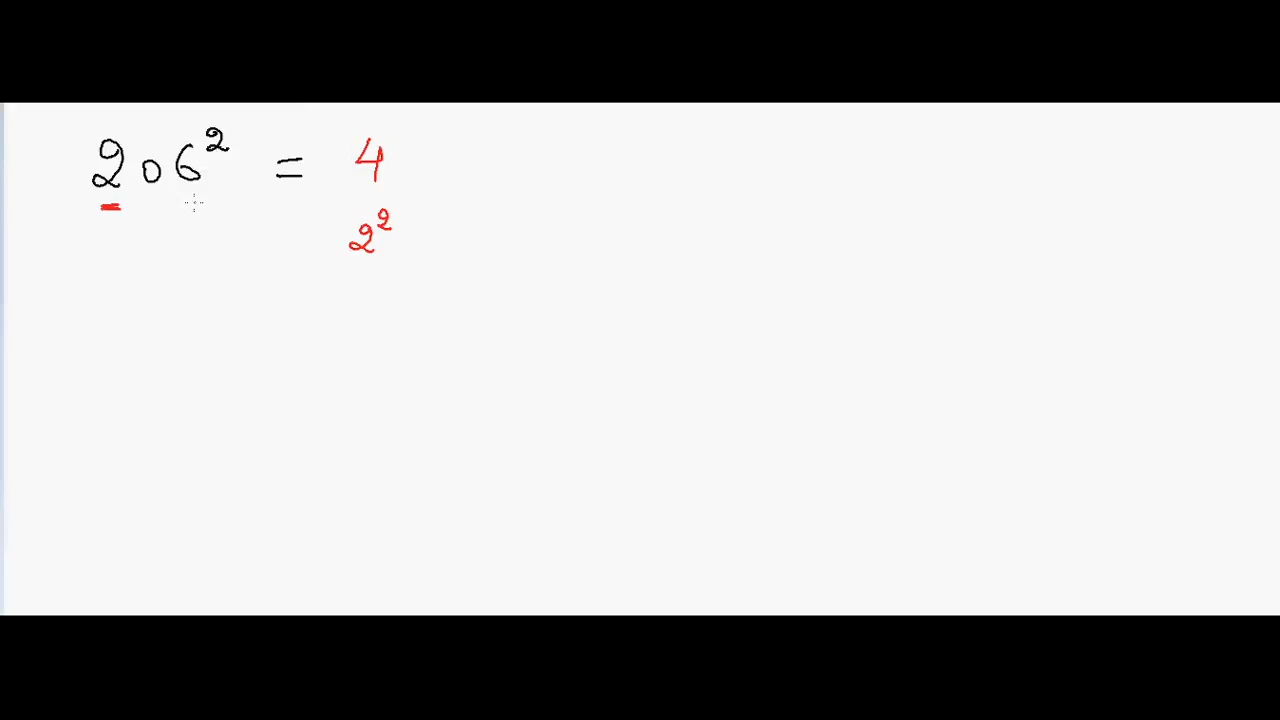 206² = 4
2²